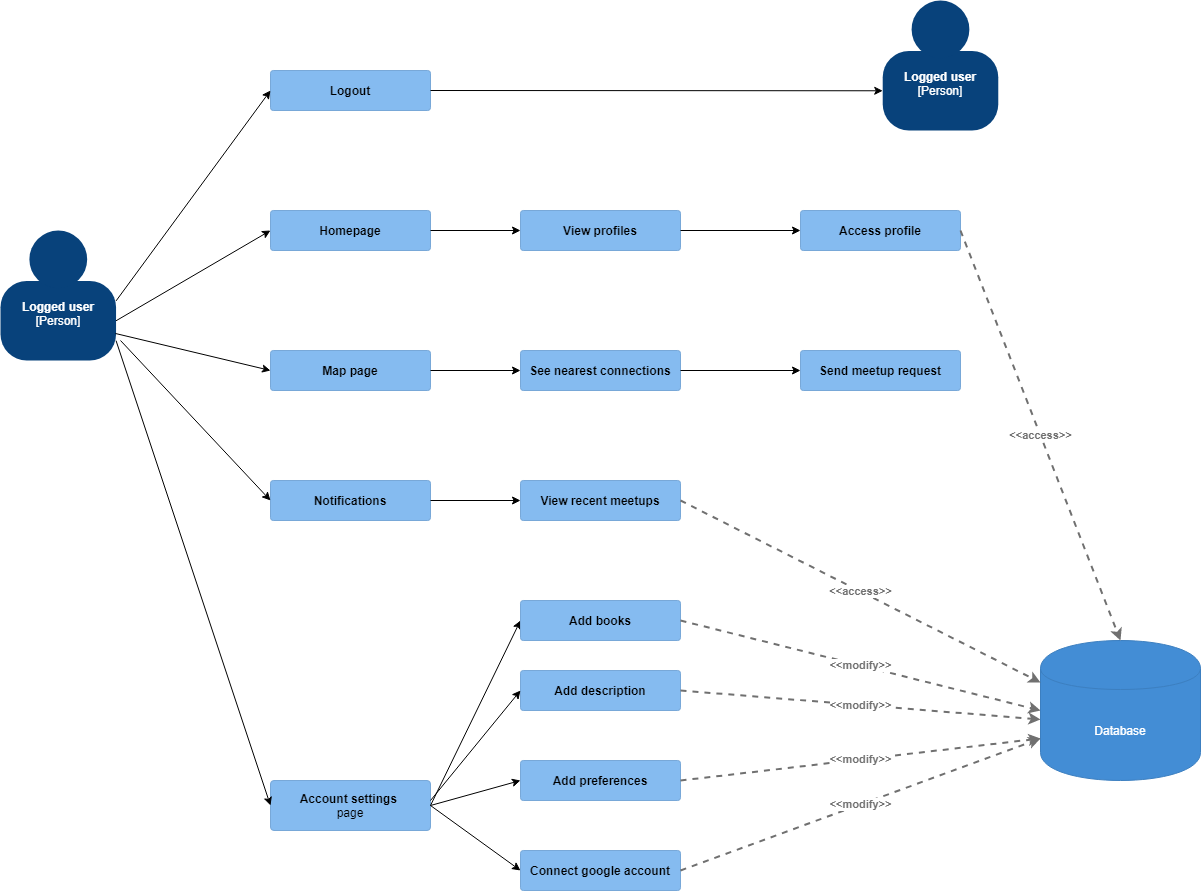 Logged user
[Person]
Logout
Homepage
View profiles
Access profile
Logged user
[Person]
Map page
See nearest connections
Send meetup request
<<access>>
Notifications
View recent meetups
<<access>>
Add books
<<modify>>
Add description
<<modify>>
Database
<<modify>>
Add preferences
Account settings
page
<<modify>>
Connect google account